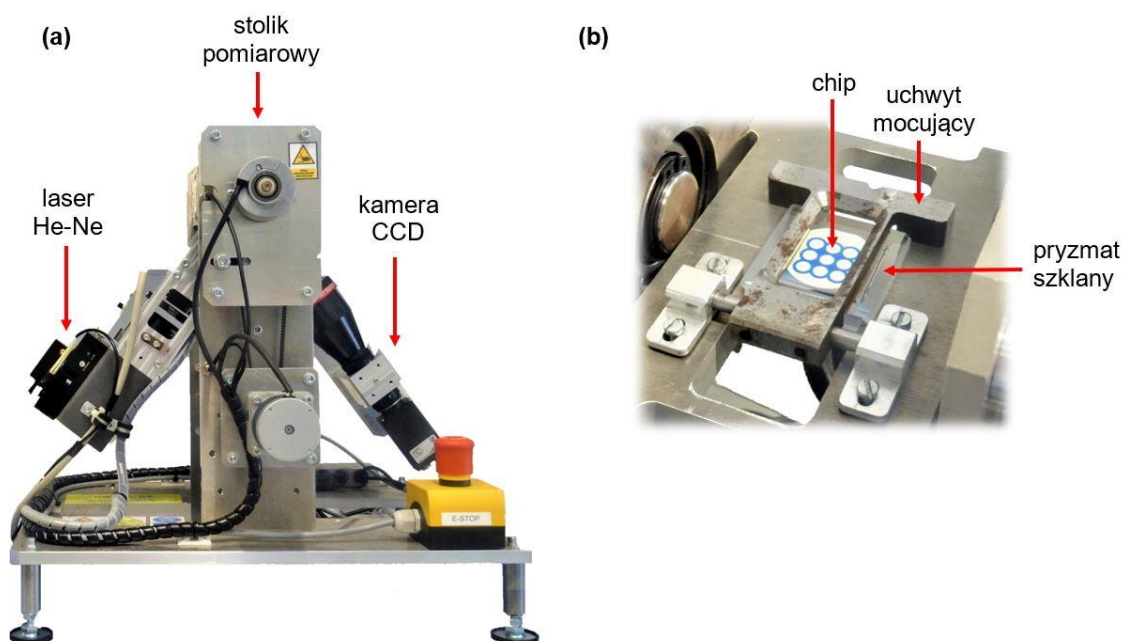 (a)
stolik
pomiarowy
laser
He-Ne
kamera
CCD
E-STOP
(b)
chip
uchwyt
mocujący
pryzmat
szklany